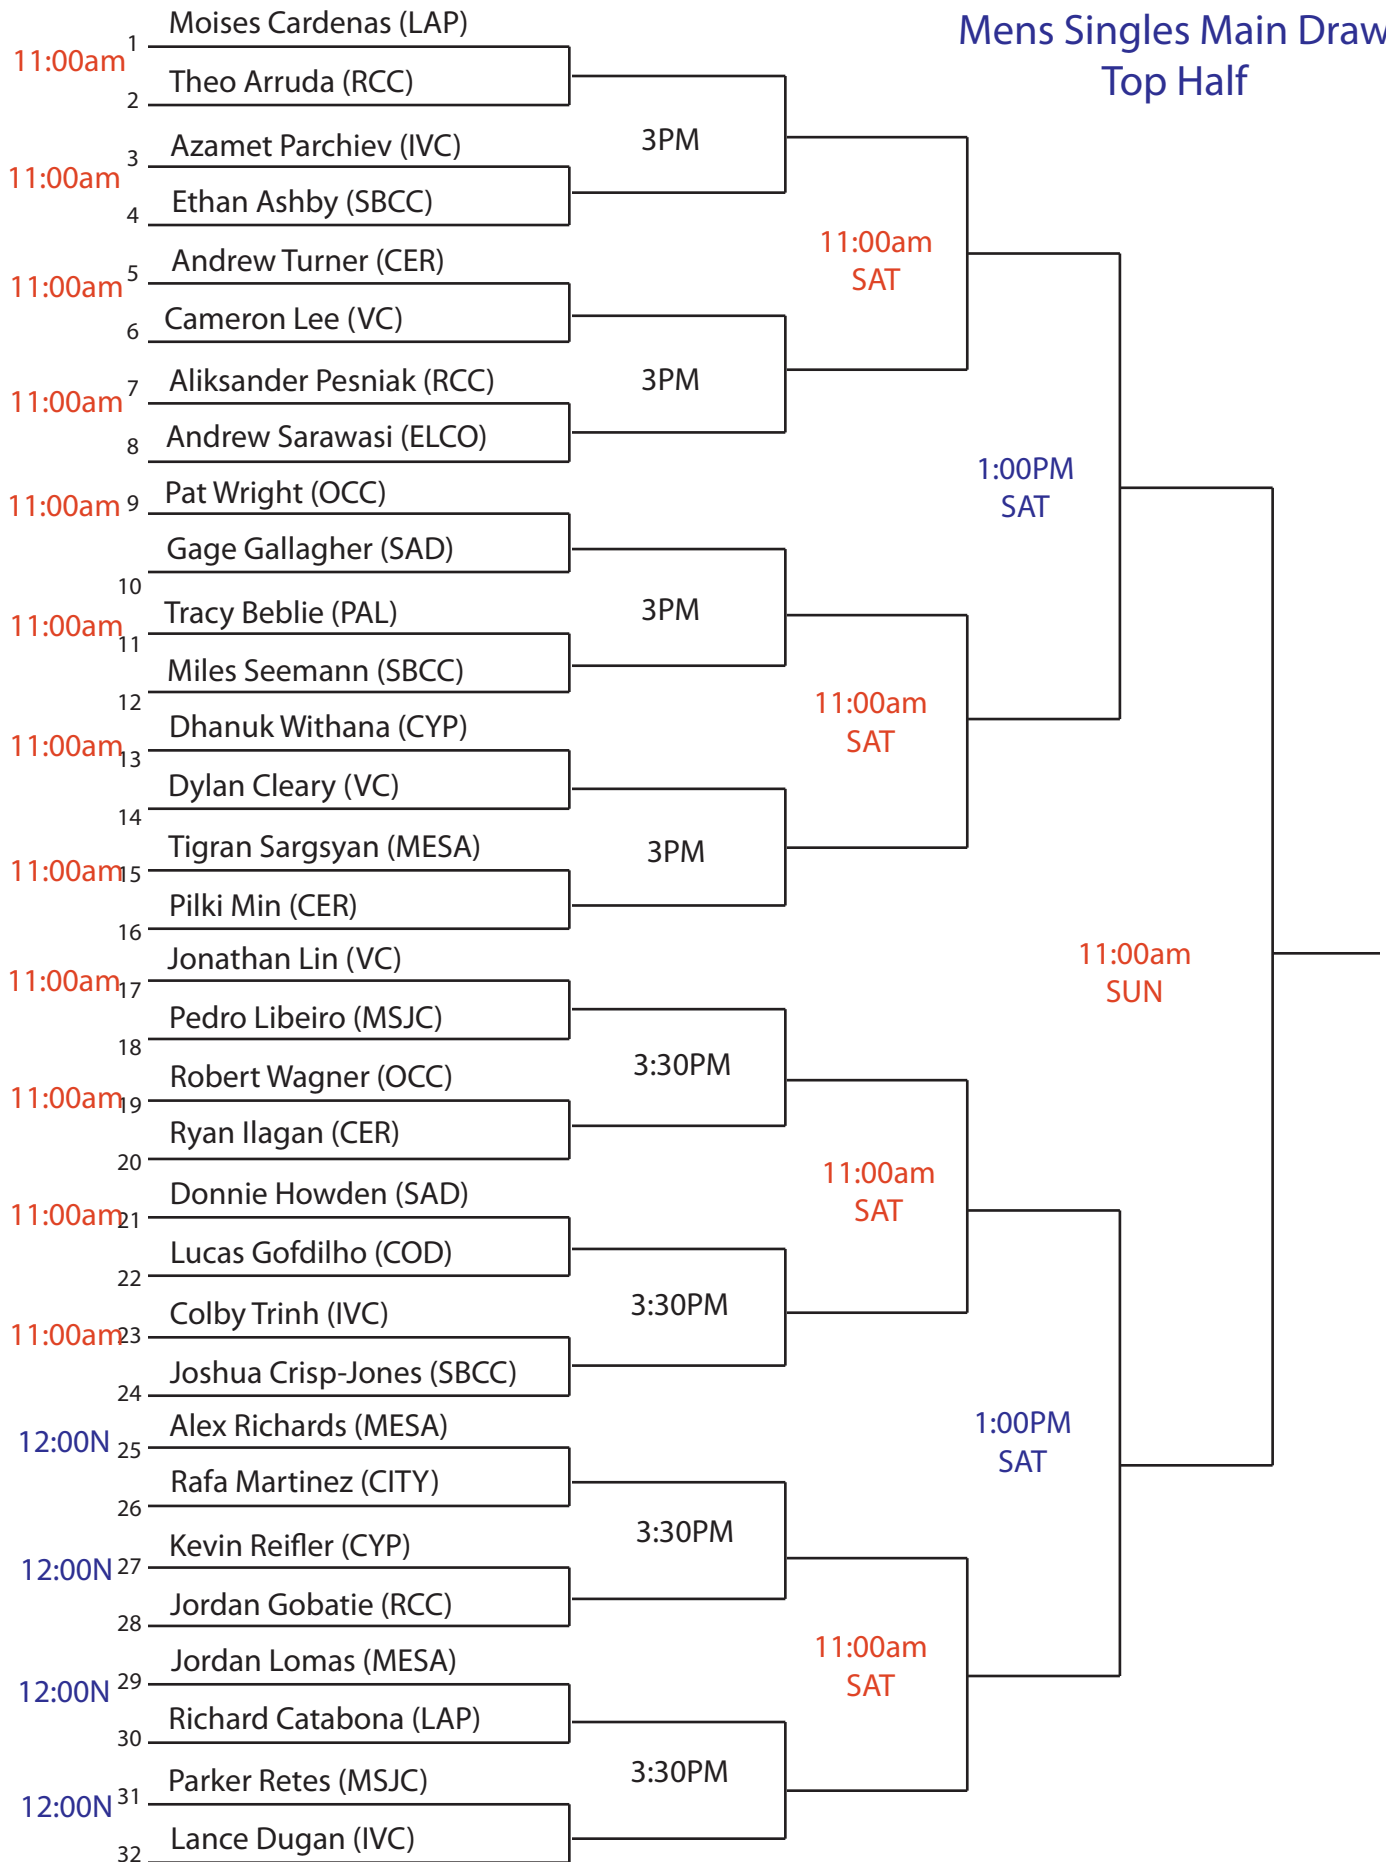 Mens Singles Main Draw
Top Half
Moises Cardenas (LAP)
11:00am 1
Theo Arruda (RCC)
2
3PM
Azamet Parchiev (IVC)
11:00am 3
Ethan Ashby (SBCC)
4
11:00am
SAT
Andrew Turner (CER)
11:00am 5
Cameron Lee (VC)
6
Aliksander Pesniak (RCC)
11:00am 7
3PM
Andrew Sarawasi (ELCO)
8
1:00PM
SAT
Pat Wright (OCC)
11:00am 9
Gage Gallagher (SAD)
10
3PM
Tracy Beblie (PAL)
11:00am 11
Miles Seemann (SBCC)
12
11:00am
SAT
Dhanuk Withana (CYP)
11:00am 13
Dylan Cleary (VC)
14
Tigran Sargsyan (MESA)
11:00am 15
3PM
Pilki Min (CER)
16
11:00am
SUN
Jonathan Lin (VC)
11:00am 17
Pedro Libeiro (MSJC)
18
3:30PM
Robert Wagner (OCC)
11:00am 19
Ryan Ilagan (CER)
20
11:00am
SAT
Donnie Howden (SAD)
11:00am 21
Lucas Gofdilho (COD)
22
3:30PM
Colby Trinh (IVC)
11:00am 23
Joshua Crisp-Jones (SBCC)
24
1:00PM
SAT
Alex Richards (MESA)
12:00N 25
Rafa Martinez (CITY)
26
3:30PM
Kevin Reifler (CYP)
12:00N 27
Jordan Gobatie (RCC)
28
11:00am
SAT
Jordan Lomas (MESA)
12:00N 29
Richard Catabona (LAP)
30
3:30PM
Parker Retes (MSJC)
12:00N 31
Lance Dugan (IVC)
32